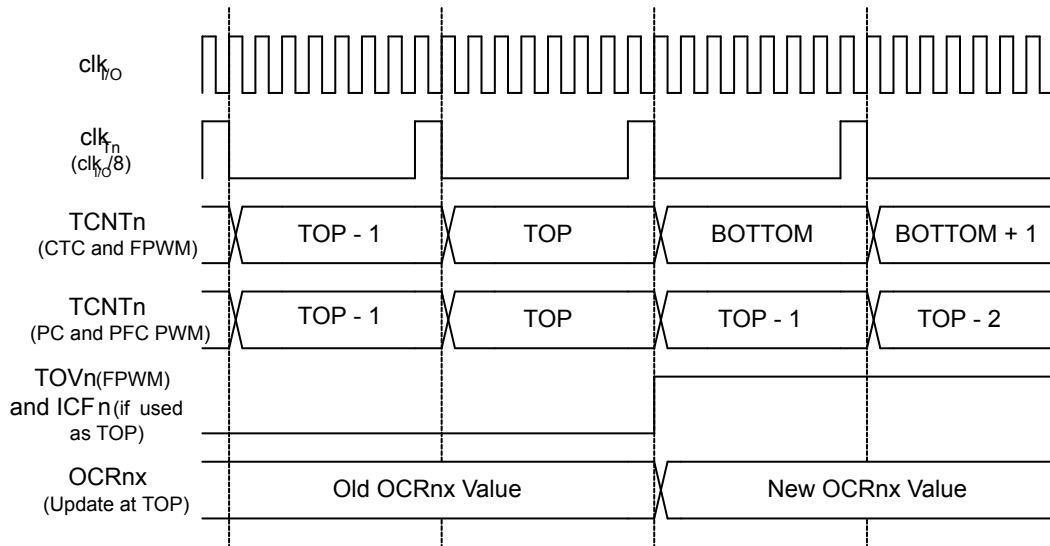 clkI/O
clkTn
(clkI/O/8)
TCNTn
(CTC and FPWM)
TOP - 1
TOP
BOTTOM
BOTTOM + 1
TCNTn
(PC and PFC PWM)
TOP - 1
TOP
TOP - 1
TOP - 2
TOVn(FPWM)
and ICFn(if used
as TOP)
OCRnx
(Update at TOP)
Old OCRnx Value
New OCRnx Value